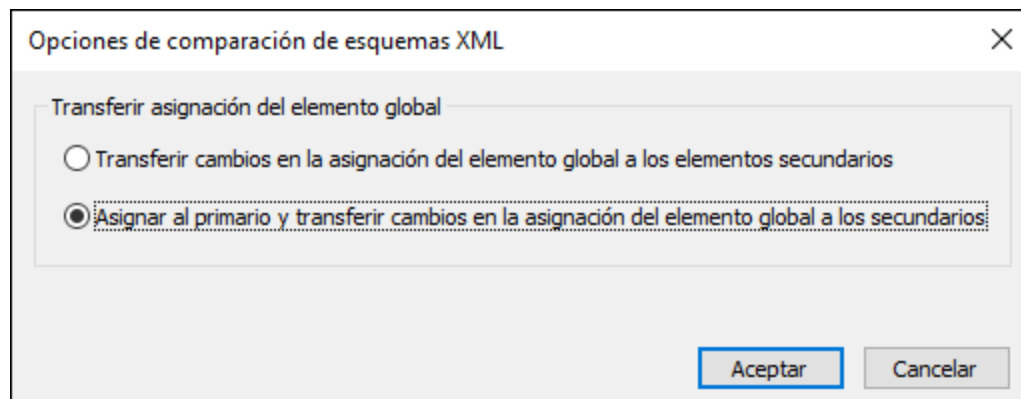 Opciones de comparación de esquemas XML
Transferir asignación del elemento global
Transferir cambios en la asignación del elemento global a los elementos secundarios
Asignar al primario y transferir cambios en la asignación del elemento global a los secundarios
Aceptar Cancelar